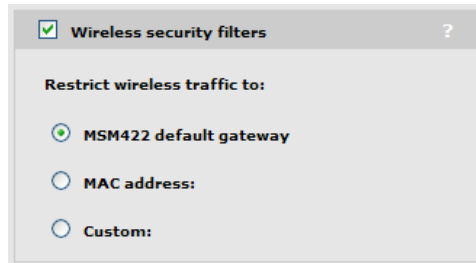 Wireless security filters ?
Restrict wireless traffic to:
MSM422 default gateway
MAC address:
Custom: